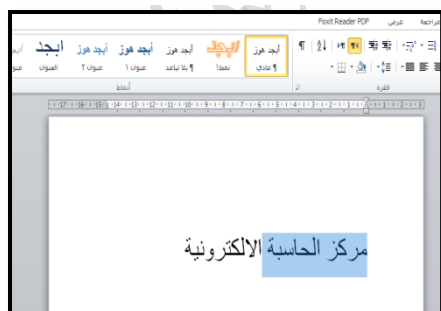 مراجعة عرض Foxit Reader PDF
أبجد هوز أبجد هوز أبجد هوز أبجد هوز أبجد
¶ عادي نمط١ ¶ بلا تباعد عنوان ١ عنوان ٢ العنوان
فقرة أنماط
مركز الحاسبة الالكترونية